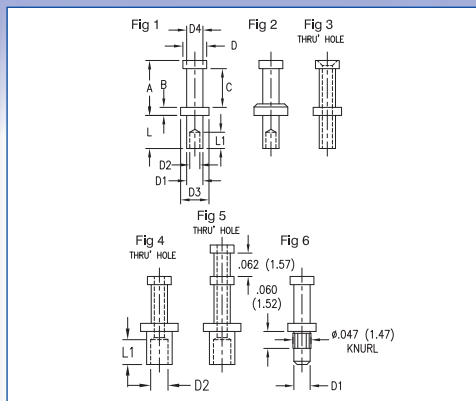 Fig 1
Fig 2
Fig 3
THRU' HOLE
D4
D
A
B
C
L
L1
D2
D1
D3
Fig 4
THRU' HOLE
Fig 5
THRU' HOLE
Fig 6
.062 (1.57)
.060
(1.52)
ø.047 (1.47)
KNURL
L1
D2
D1